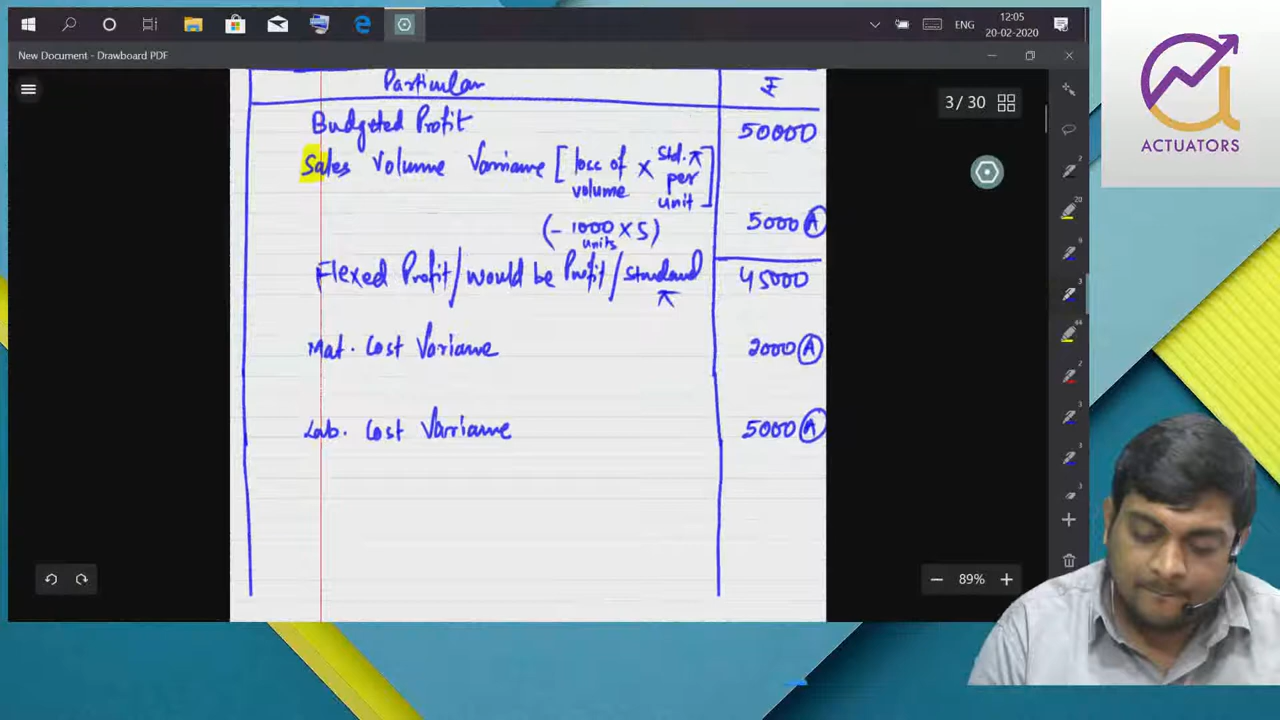 12:05
ENG
20-02-2020
New Document - Drawboard PDF
ACTUATORS
3 / 30
Particular ₹
Budgeted Profit 50000
Sales Volume Variance [loss of volume × Std. π per unit]
(- 1000 units × 5) 5000 (A)
Flexed Profit/would be Profit/standard π 45000
Mat. Cost Variance 2000 (A)
Lab. Cost Variance 5000 (A)
89%